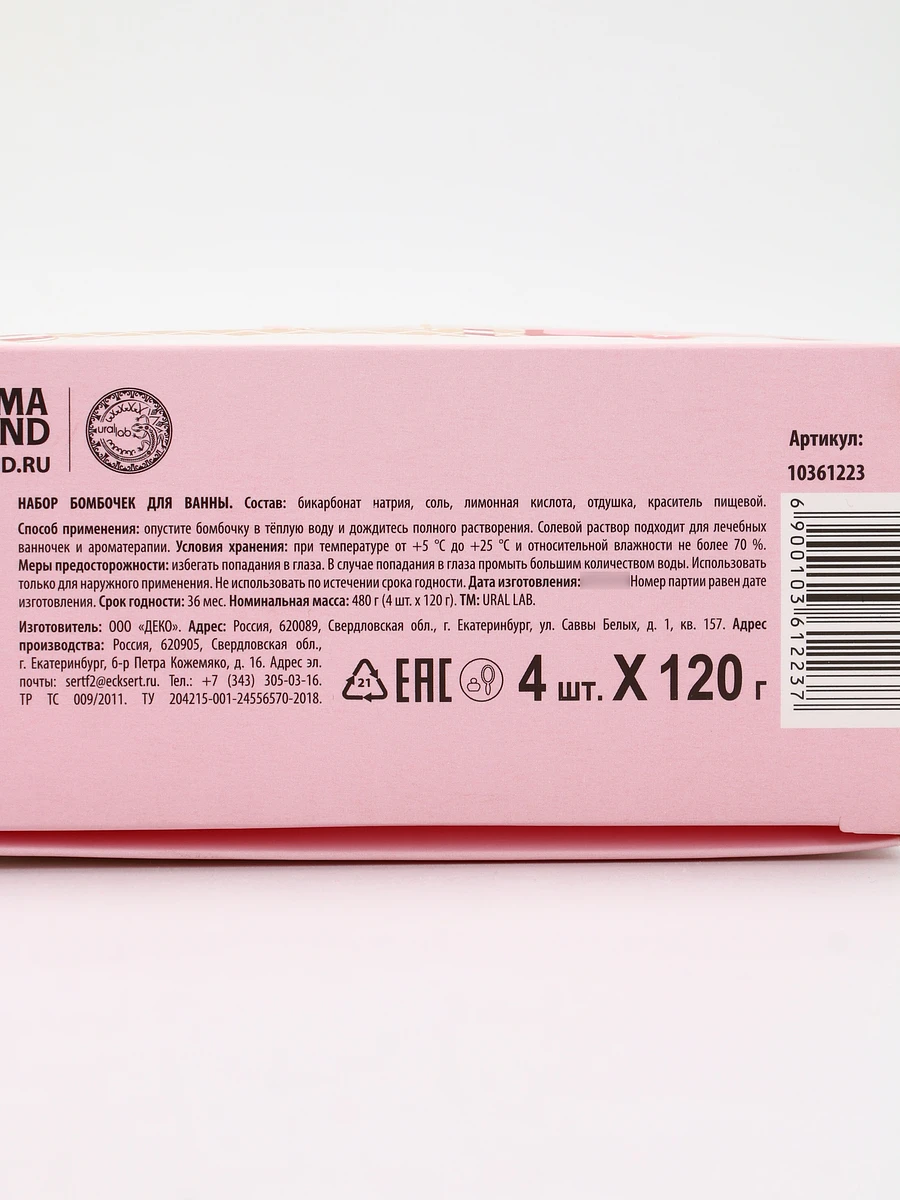 МА
ND
D.RU
ural lab
Артикул:
10361223
НАБОР БОМБОЧЕК ДЛЯ ВАННЫ. Состав: бикарбонат натрия, соль, лимонная кислота, отдушка, краситель пищевой.
Способ применения: опустите бомбочку в тёплую воду и дождитесь полного растворения. Солевой раствор подходит для лечебных
ванночек и ароматерапии. Условия хранения: при температуре от +5 °С до +25 °С и относительной влажности не более 70 %.
Меры предосторожности: избегать попадания в глаза. В случае попадания в глаза промыть большим количеством воды. Использовать
только для наружного применения. Не использовать по истечении срока годности. Дата изготовления: Номер партии равен дате
изготовления. Срок годности: 36 мес. Номинальная масса: 480 г (4 шт. х 120 г). ТМ: URAL LAB.
Изготовитель: ООО «ДЕКО». Адрес: Россия, 620089, Свердловская обл., г. Екатеринбург, ул. Саввы Белых, д. 1, кв. 157. Адрес
производства: Россия, 620905, Свердловская обл.,
г. Екатеринбург, б-р Петра Кожемяко, д. 16. Адрес эл.
почты: sertf2@ecksert.ru. Тел.: +7 (343) 305-03-16.
ТР ТС 009/2011. ТУ 204215-001-24556570-2018.
21
EAC
4 шт. X 120 г
6900103612237